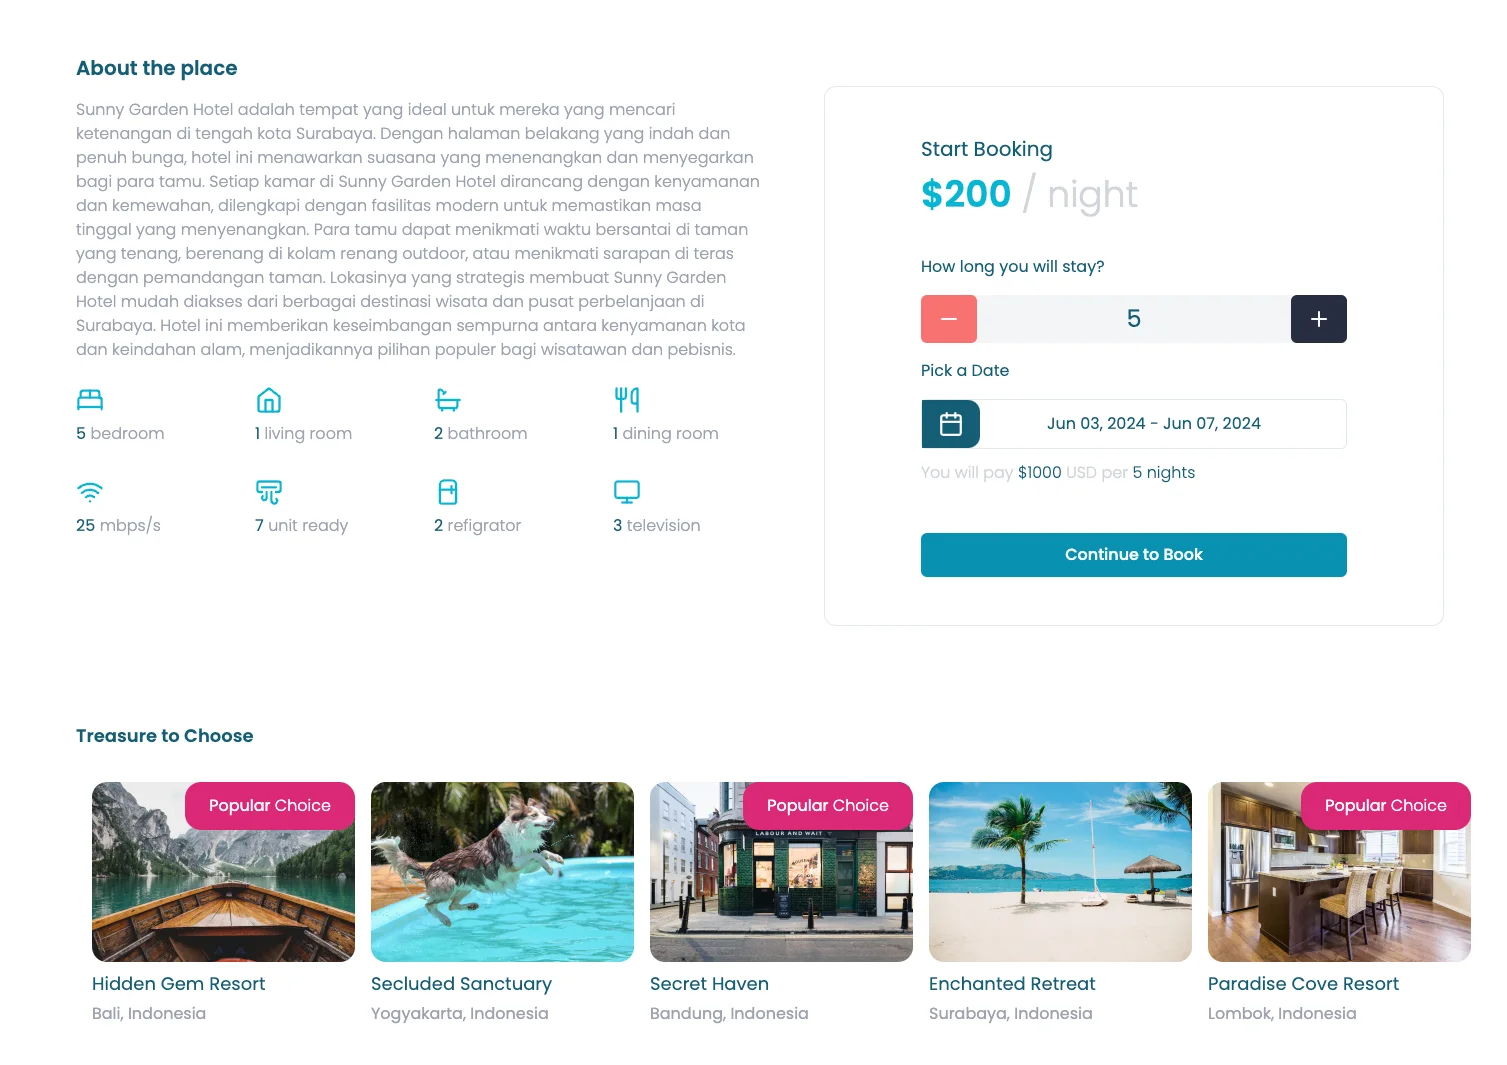 About the place
Sunny Garden Hotel adalah tempat yang ideal untuk mereka yang mencari
ketenangan di tengah kota Surabaya. Dengan halaman belakang yang indah dan
penuh bunga, hotel ini menawarkan suasana yang menenangkan dan menyegarkan
bagi para tamu. Setiap kamar di Sunny Garden Hotel dirancang dengan kenyamanan
dan kemewahan, dilengkapi dengan fasilitas modern untuk memastikan masa
tinggal yang menyenangkan. Para tamu dapat menikmati waktu bersantai di taman
yang tenang, berenang di kolam renang outdoor, atau menikmati sarapan di teras
dengan pemandangan taman. Lokasinya yang strategis membuat Sunny Garden
Hotel mudah diakses dari berbagai destinasi wisata dan pusat perbelanjaan di
Surabaya. Hotel ini memberikan keseimbangan sempurna antara kenyamanan kota
dan keindahan alam, menjadikannya pilihan populer bagi wisatawan dan pebisnis.
5 bedroom
1 living room
2 bathroom
1 dining room
25 mbps/s
7 unit ready
2 refigrator
3 television
Start Booking
$200 / night
How long you will stay?
5
Pick a Date
Jun 03, 2024 - Jun 07, 2024
You will pay $1000 USD per 5 nights
Continue to Book
Treasure to Choose
Popular Choice
Hidden Gem Resort
Bali, Indonesia
Secluded Sanctuary
Yogyakarta, Indonesia
Popular Choice
LABOUR AND WAIT
Secret Haven
Bandung, Indonesia
Enchanted Retreat
Surabaya, Indonesia
Popular Choice
Paradise Cove Resort
Lombok, Indonesia